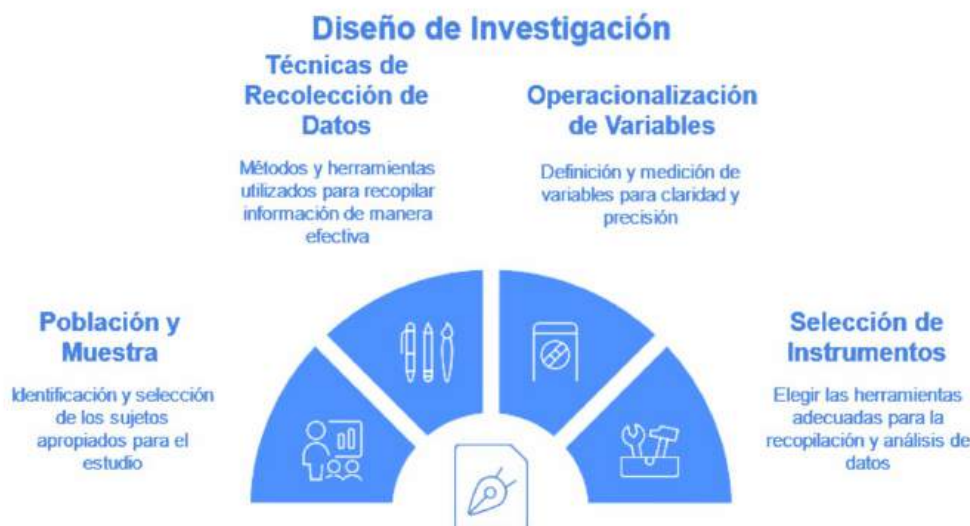 Diseño de Investigación
Técnicas de
Recolección de
Datos
Métodos y herramientas
utilizados para recopilar
información de manera
efectiva
Operacionalización
de Variables
Definición y medición de
variables para claridad y
precisión
Población y
Muestra
Identificación y selección
de los sujetos
apropiados para el
estudio
Selección de
Instrumentos
Elegir las herramientas
adecuadas para la
recopilación y análisis de
datos